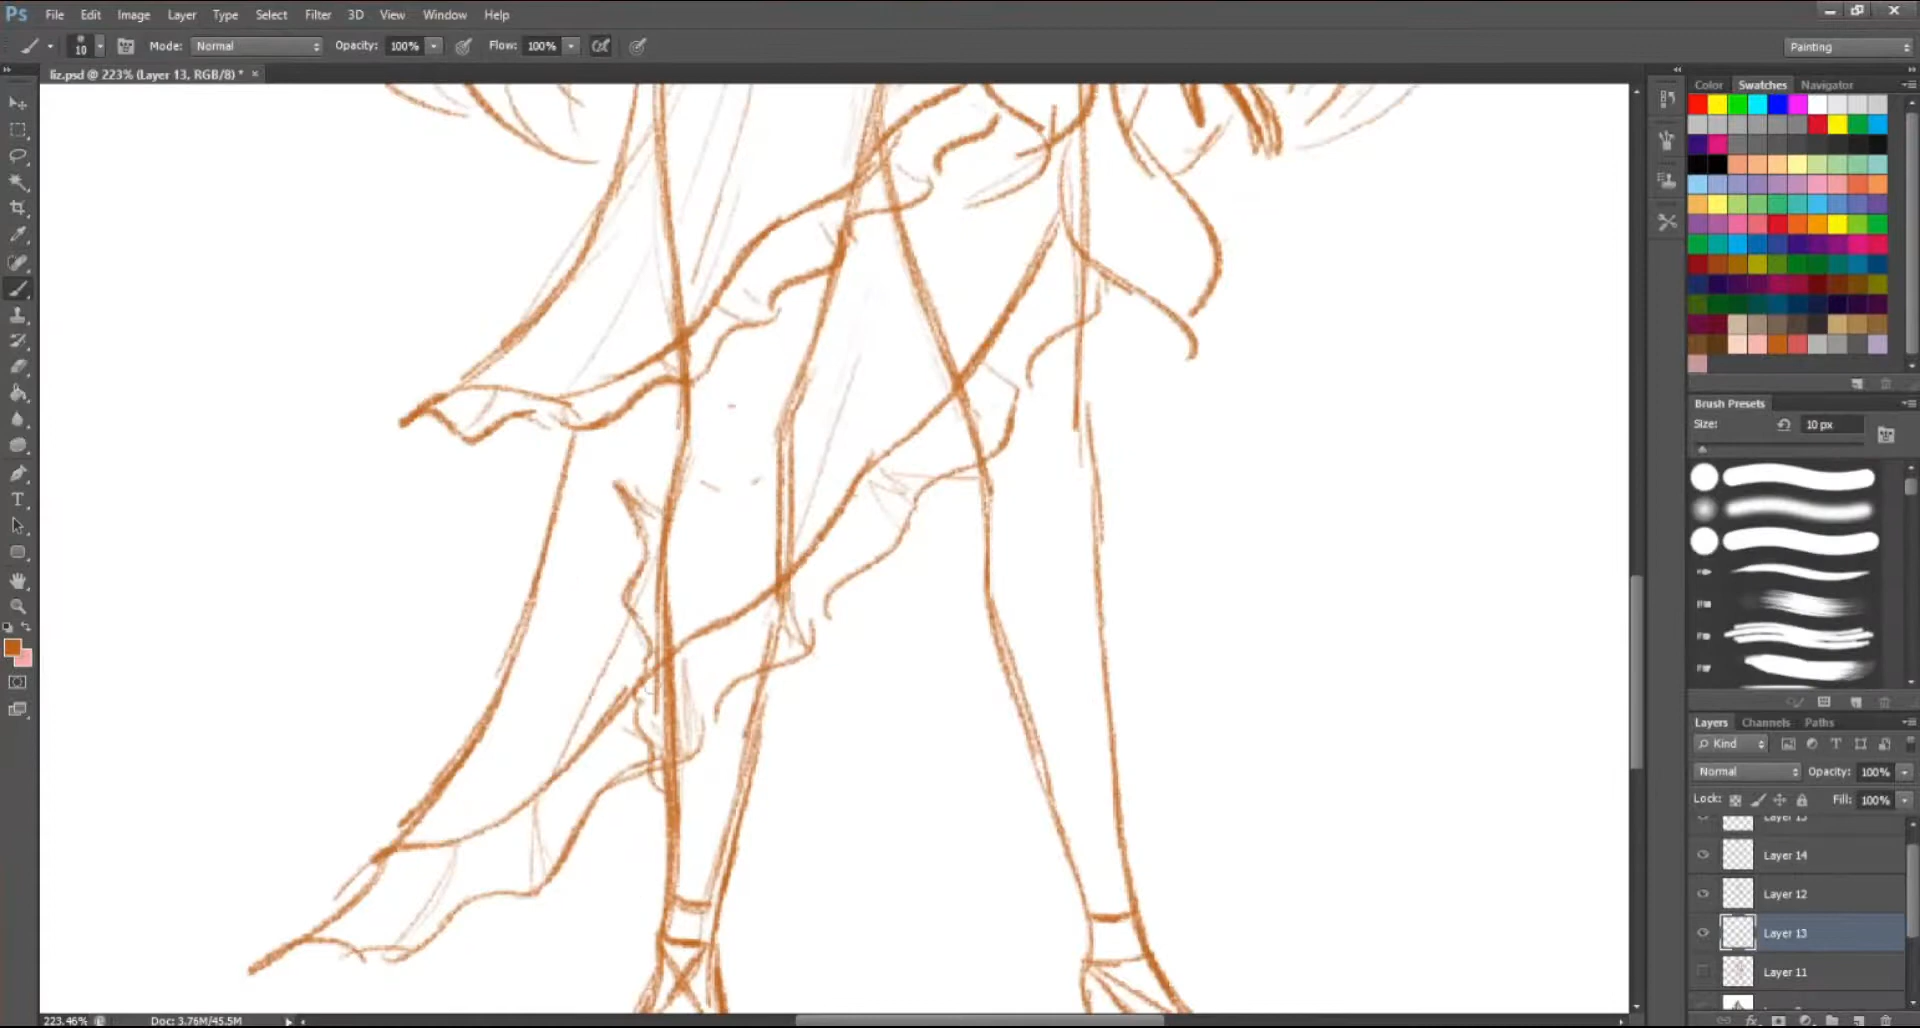 Ps File Edit Image Layer Type Select Filter 3D View Window Help
10 Mode: Normal Opacity: 100% Flow: 100% Painting
liz.psd @ 223% (Layer 13, RGB/8) * ×
Color Swatches Navigator
Brush Presets
Size: 10 px
Layers Channels Paths
Kind
Normal Opacity: 100%
Lock: Fill: 100%
Layer 15
Layer 14
Layer 12
Layer 13
Layer 11
223.46% Doc: 3.76M/45.5M